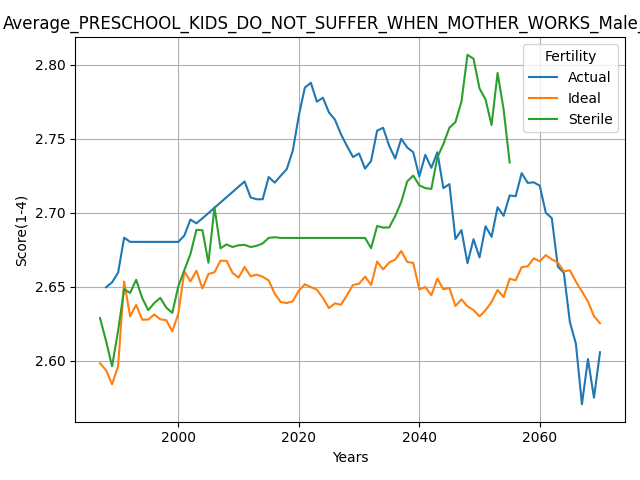 Average_PRESCHOOL_KIDS_DO_NOT_SUFFER_WHEN_MOTHER_WORKS_Male_
Fertility
Actual
Ideal
Sterile
Score(1-4)
2.80
2.75
2.70
2.65
2.60
2000 2020 2040 2060
Years